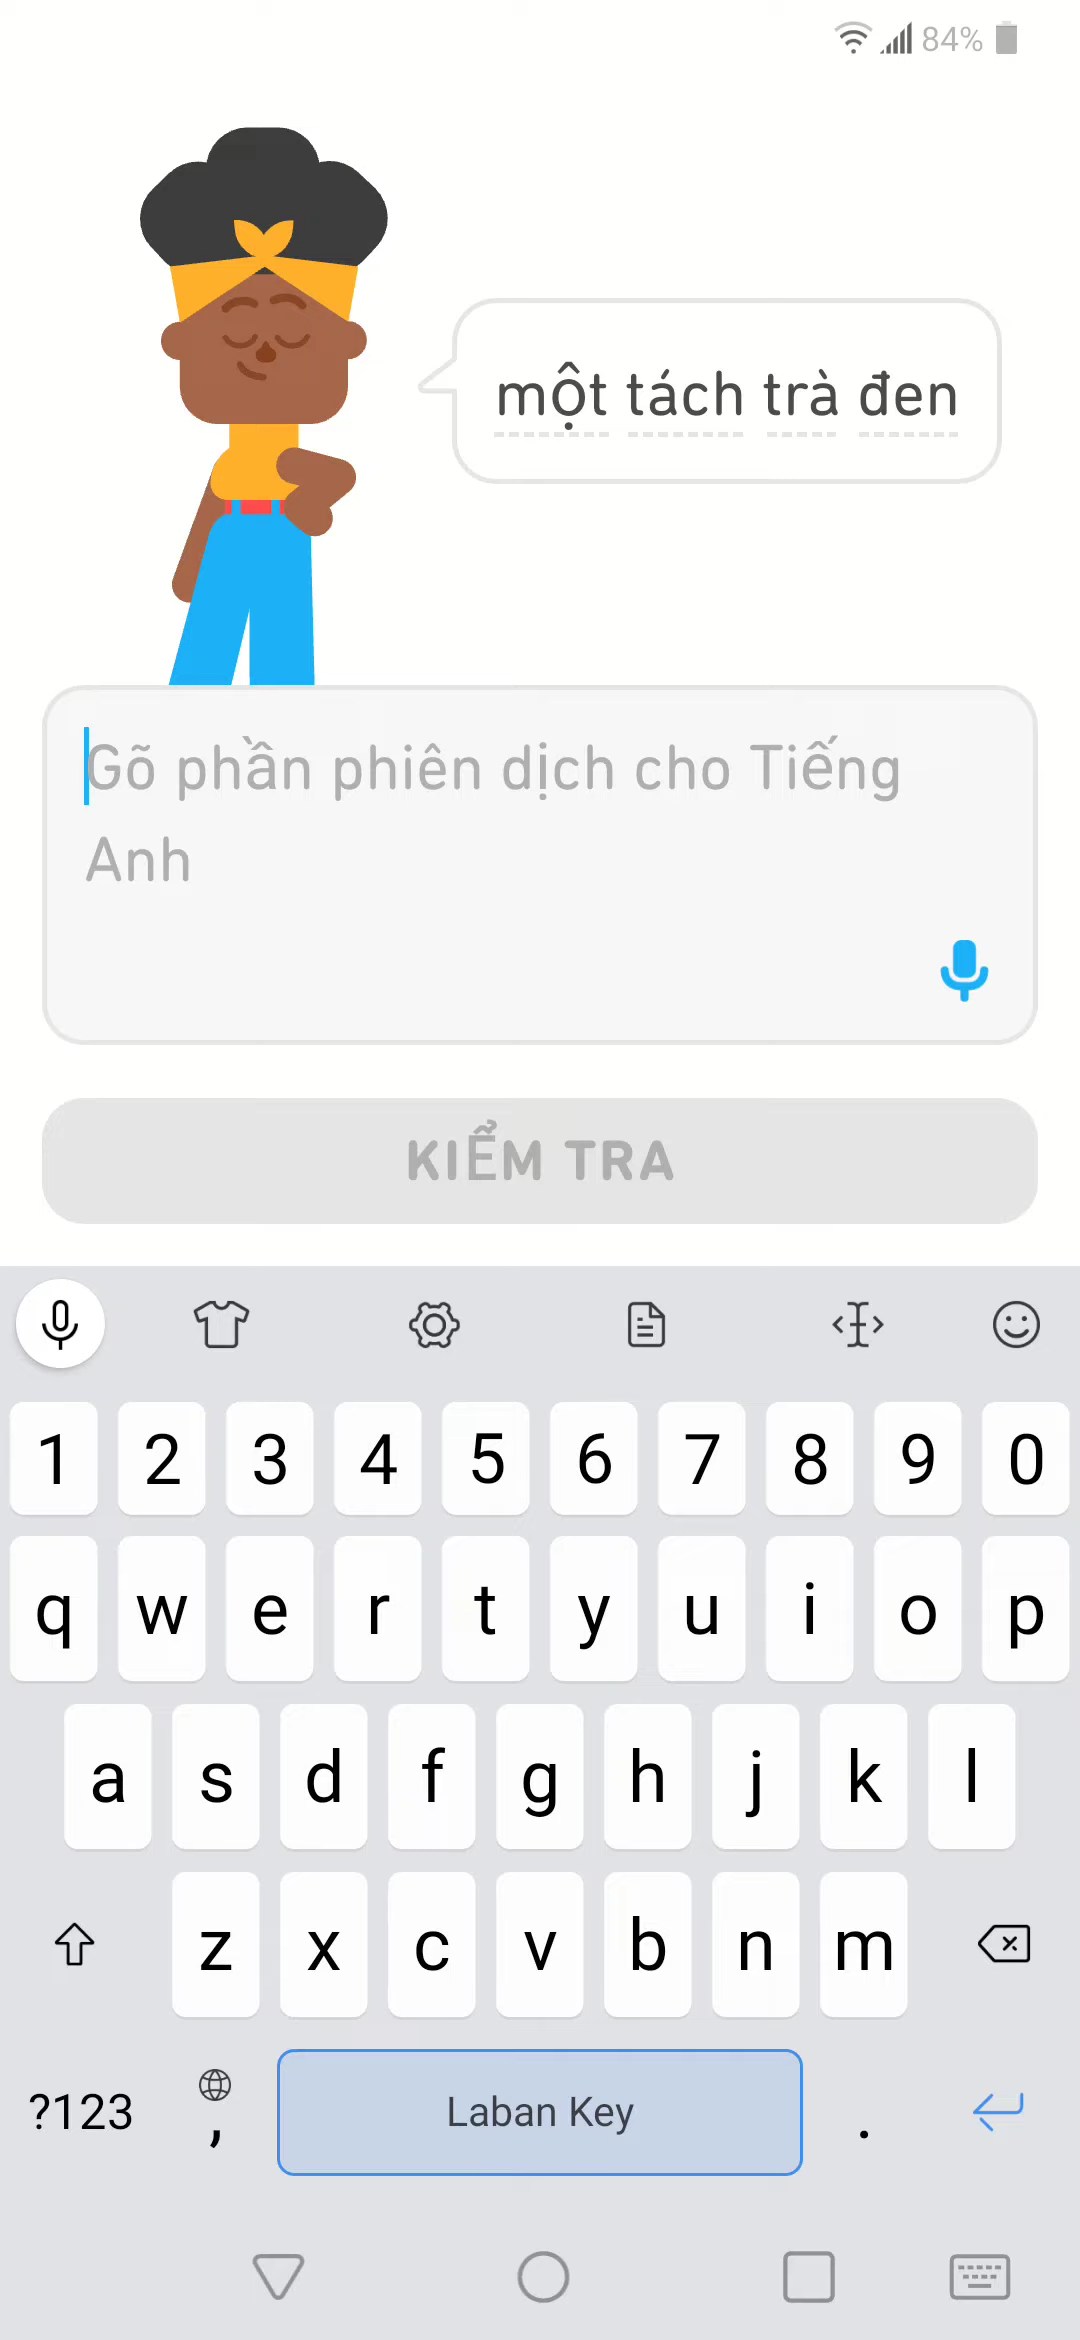 84%
một tách trà đen
Gõ phần phiên dịch cho Tiếng
Anh
KIỂM TRA
1 2 3 4 5 6 7 8 9 0
q w e r t y u i o p
a s d f g h j k l
z x c v b n m
?123 , Laban Key .